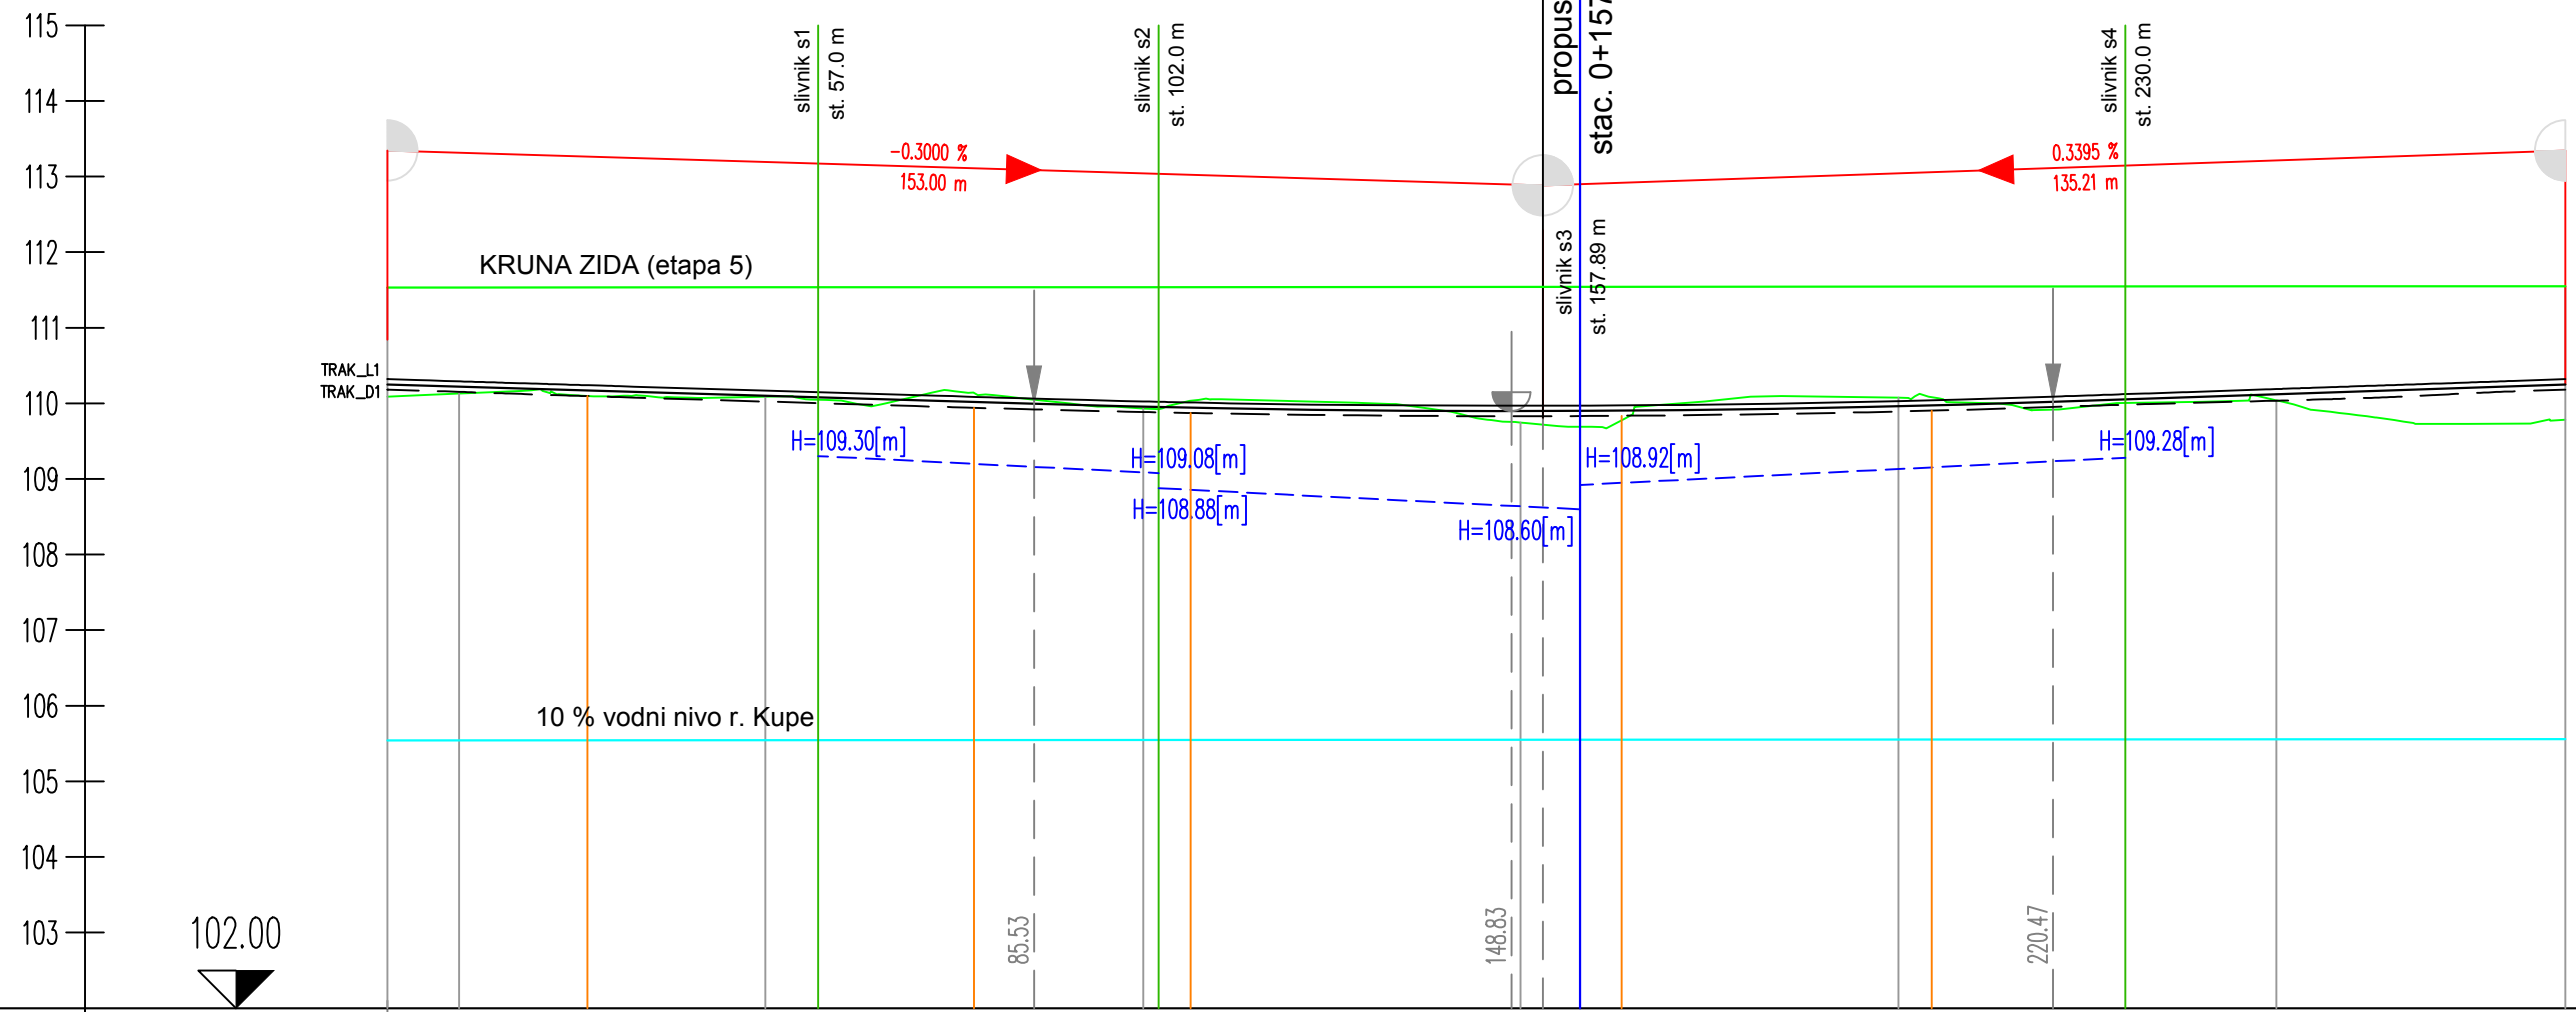 115
114
113
112
111
110
109
108
107
106
105
104
103
102.00
slivnik s1
st. 57.0 m
slivnik s2
st. 102.0 m
propus
stac. 0+157
slivnik s3
st. 157.89 m
slivnik s4
st. 230.0 m
-0.3000 %
153.00 m
0.3395 %
135.21 m
KRUNA ZIDA (etapa 5)
TRAK_L1
TRAK_D1
H=109.30[m]
H=109.08[m]
H=108.88[m]
H=108.60[m]
H=108.92[m]
H=109.28[m]
10 % vodni nivo r. Kupe
85.53
148.83
220.47